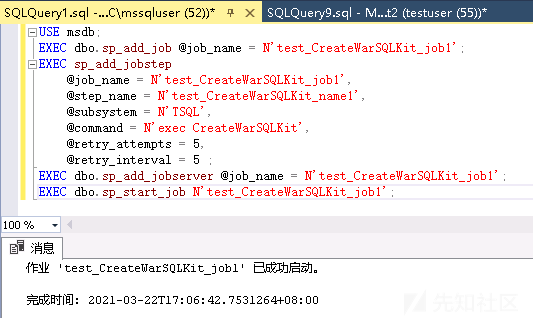 SQLQuery1.sql -...C\mssqluser (52))*
SQLQuery9.sql - M...t2 (testuser (55))*
USE msdb;
EXEC dbo.sp_add_job @job_name = N'test_CreateWarSQLKit_job1';
EXEC sp_add_jobstep
@job_name = N'test_CreateWarSQLKit_job1',
@step_name = N'test_CreateWarSQLKit_name1',
@subsystem = N'TSQL',
@command = N'exec CreateWarSQLKit',
@retry_attempts = 5,
@retry_interval = 5 ;
EXEC dbo.sp_add_jobserver @job_name = N'test_CreateWarSQLKit_job1';
EXEC dbo.sp_start_job N'test_CreateWarSQLKit_job1';
100 %
消息
作业 'test_CreateWarSQLKit_job1' 已成功启动。
完成时间: 2021-03-22T17:06:42.7531264+08:00
先知社区